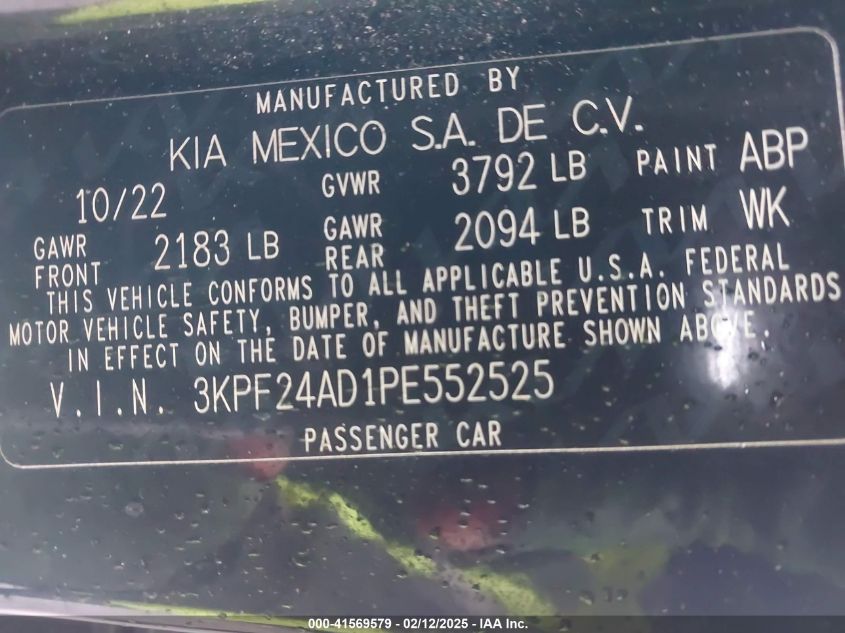 MANUFACTURED BY
KIA MEXICO S.A. DE C.V.
10/22 GVWR 3792 LB PAINT ABP
GAWR FRONT 2183 LB GAWR REAR 2094 LB TRIM WK
THIS VEHICLE CONFORMS TO ALL APPLICABLE U.S.A. FEDERAL
MOTOR VEHICLE SAFETY, BUMPER, AND THEFT PREVENTION STANDARDS
IN EFFECT ON THE DATE OF MANUFACTURE SHOWN ABOVE.
V.I.N. 3KPF24AD1PE552525
PASSENGER CAR
000-41569579 - 02/12/2025 - IAA Inc.